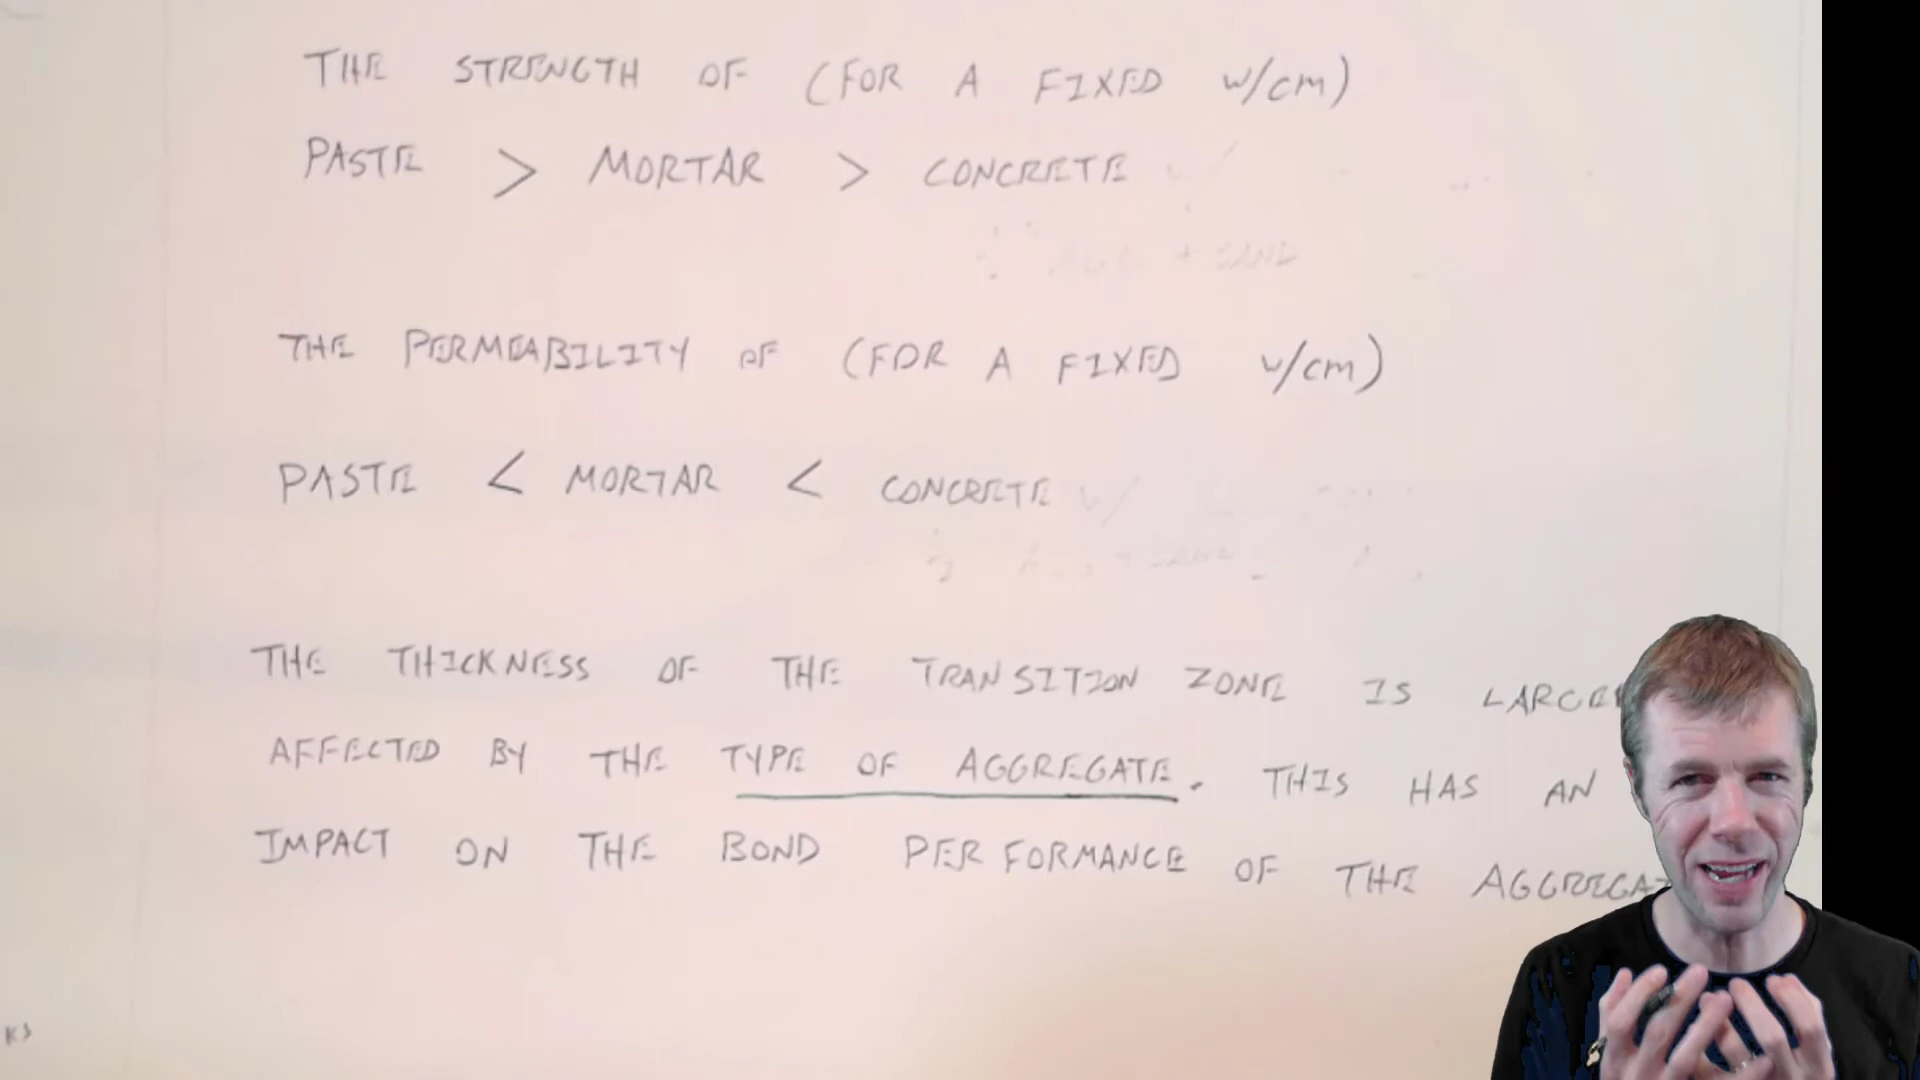 THE STRENGTH OF (FOR A FIXED w/cm)
PASTE > MORTAR > CONCRETE
+ SAND
THE PERMEABILITY OF (FOR A FIXED w/cm)
PASTE < MORTAR < CONCRETE
THE THICKNESS OF THE TRANSITION ZONE IS
AFFECTED BY THE TYPE OF AGGREGATE. THIS HAS AN
IMPACT ON THE BOND PERFORMANCE OF THE